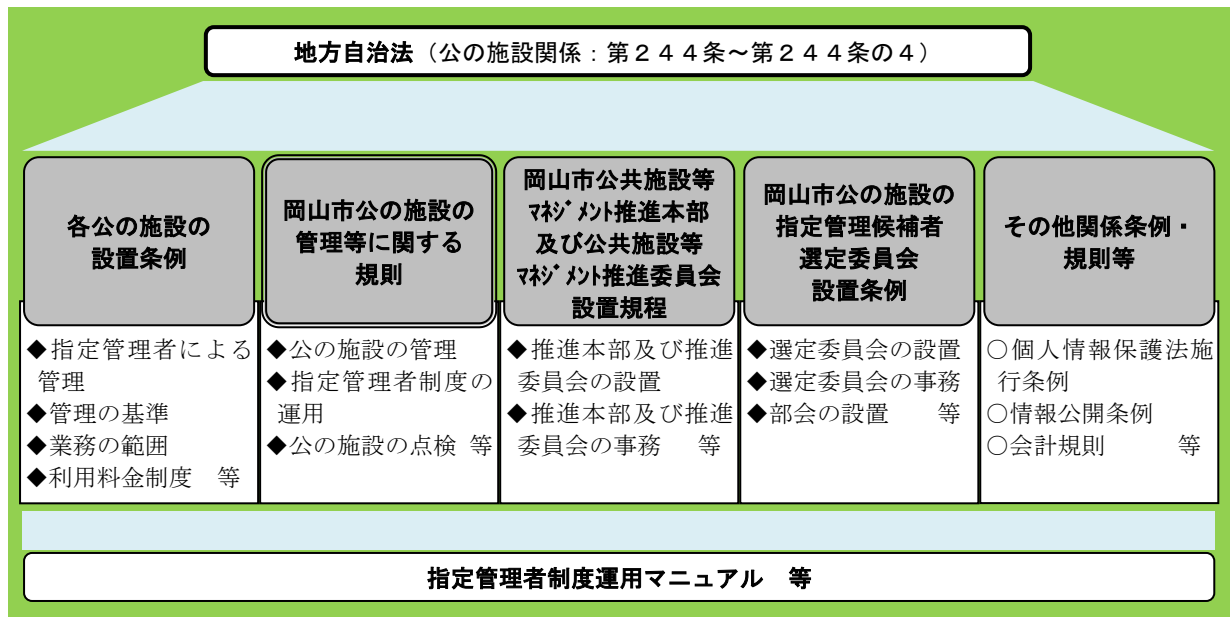 地方自治法（公の施設関係：第２４４条～第２４４条の４）
各公の施設の
設置条例
◆指定管理者による
管理
◆管理の基準
◆業務の範囲
◆利用料金制度　等
岡山市公の施設の
管理等に関する
規則
◆公の施設の管理
◆指定管理者制度の
運用
◆公の施設の点検 等
岡山市公共施設等
ﾏﾈｼﾞﾒﾝﾄ推進本部
及び公共施設等
ﾏﾈｼﾞﾒﾝﾄ推進委員会
設置規程
◆推進本部及び推進
委員会の設置
◆推進本部及び推進
委員会の事務　等
岡山市公の施設の
指定管理候補者
選定委員会
設置条例
◆選定委員会の設置
◆選定委員会の事務
◆部会の設置　等
その他関係条例・
規則等
○個人情報保護法施
行条例
○情報公開条例
○会計規則　　等
指定管理者制度運用マニュアル　等